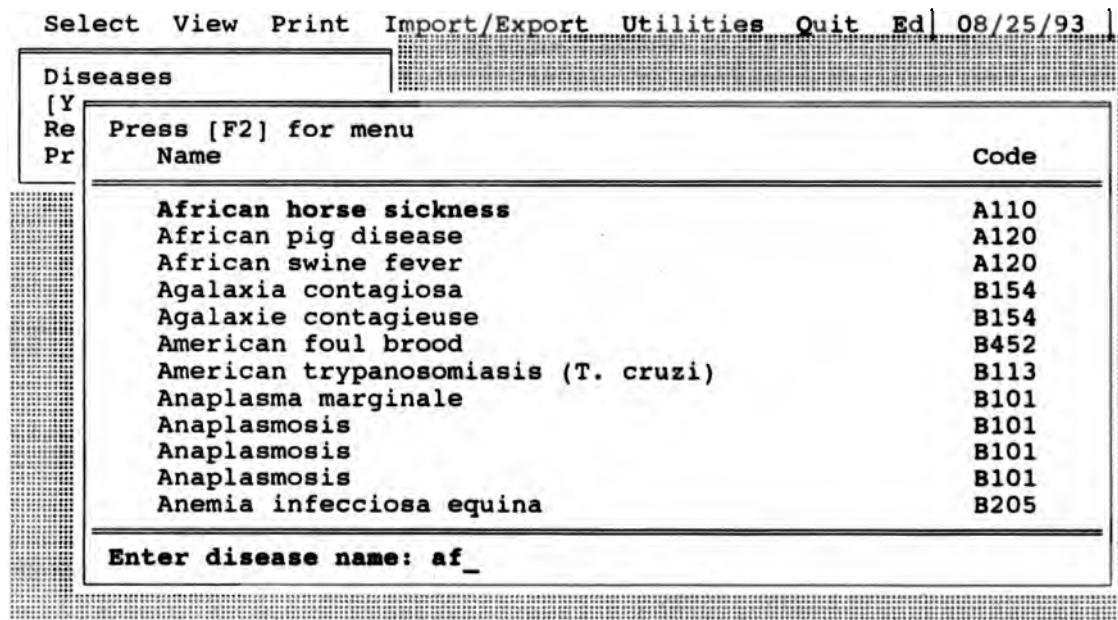 Select View Print Import/Export Utilities Quit Ed| 08/25/93 |
Diseases
[Y
Re
Pr
Press [F2] for menu
Name Code
African horse sickness A110
African pig disease A120
African swine fever A120
Agalaxia contagiosa B154
Agalaxie contagieuse B154
American foul brood B452
American trypanosomiasis (T. cruzi) B113
Anaplasma marginale B101
Anaplasmosis B101
Anaplasmosis B101
Anaplasmosis B101
Anemia infecciosa equina B205
Enter disease name: af_